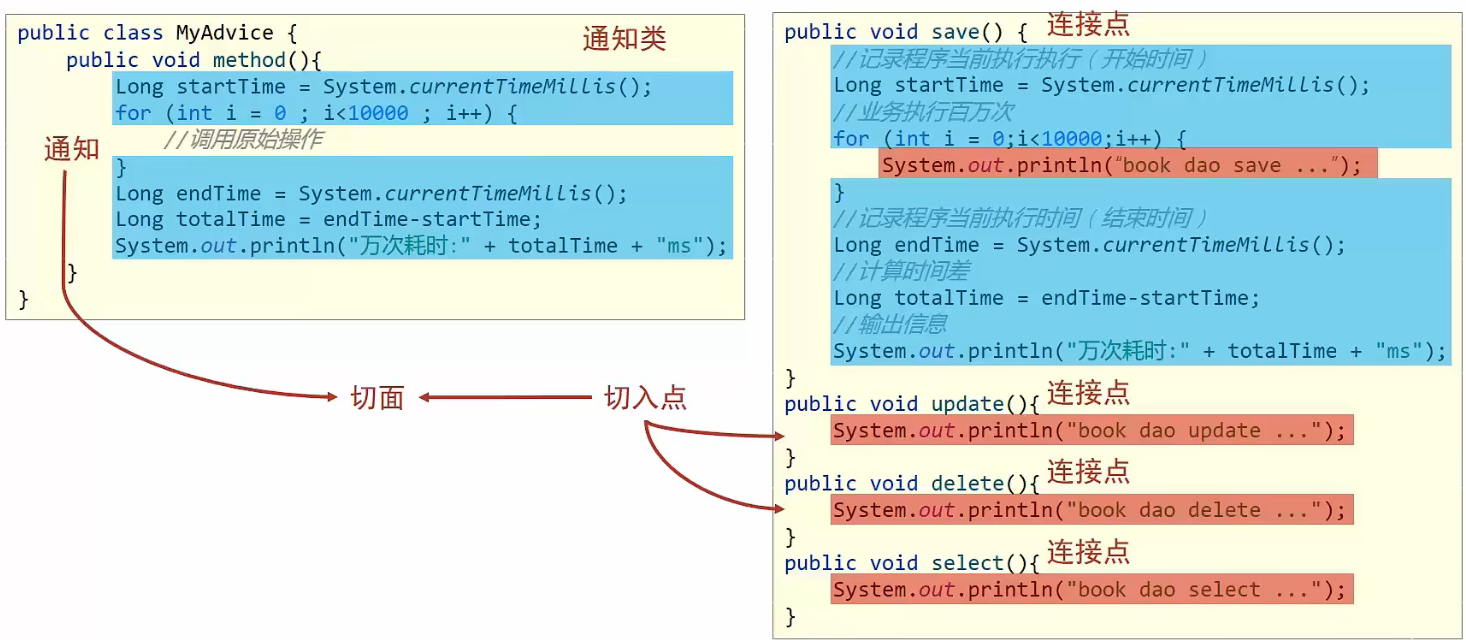 public class MyAdvice {
通知类
public void method(){
Long startTime = System.currentTimeMillis();
for (int i = 0 ; i<10000 ; i++) {
//调用原始操作
通知
}
Long endTime = System.currentTimeMillis();
Long totalTime = endTime-startTime;
System.out.println("万次耗时:" + totalTime + "ms");
}
}
切面
切入点
public void save() {
连接点
//记录程序当前执行执行（开始时间）
Long startTime = System.currentTimeMillis();
//业务执行百万次
for (int i = 0;i<10000;i++) {
System.out.println(“book dao save ...”);
}
//记录程序当前执行时间（结束时间）
Long endTime = System.currentTimeMillis();
//计算时间差
Long totalTime = endTime-startTime;
//输出信息
System.out.println("万次耗时:" + totalTime + "ms");
}
public void update(){
连接点
System.out.println("book dao update ...");
}
public void delete(){
连接点
System.out.println("book dao delete ...");
}
public void select(){
连接点
System.out.println("book dao select ...");
}